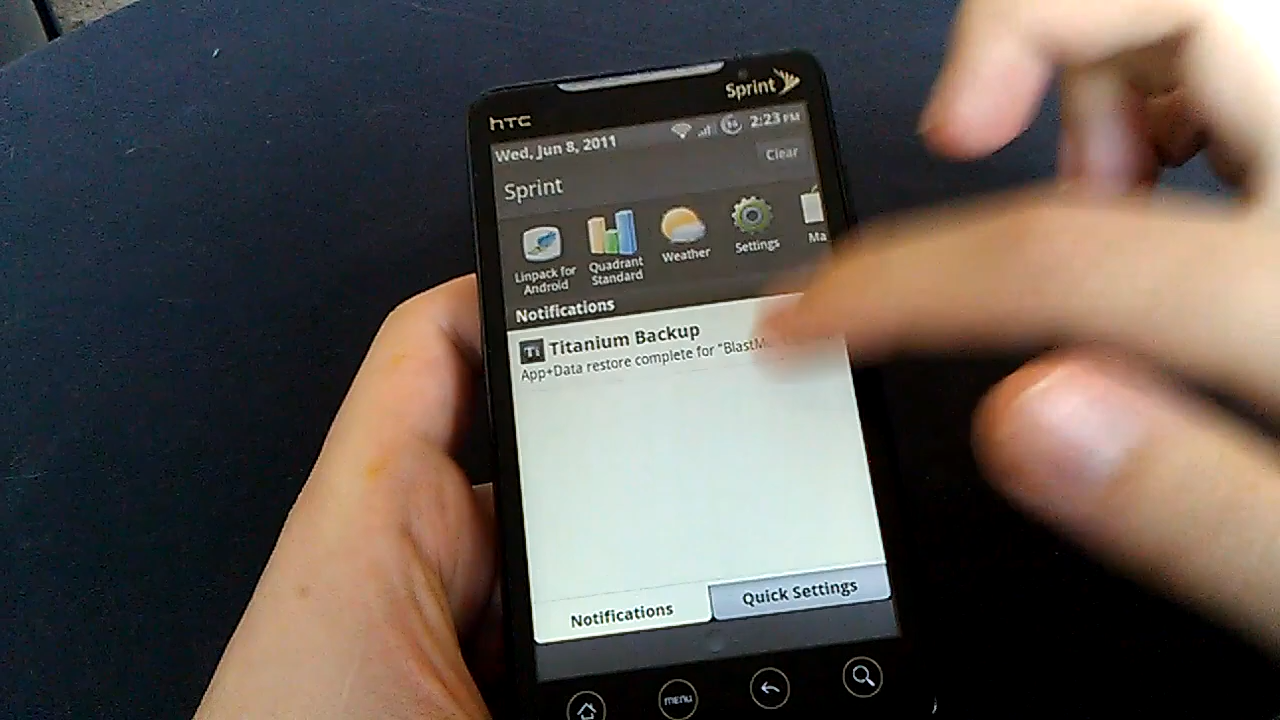 Sprint
hTC
2:23 PM
Wed, Jun 8, 2011
Clear
Sprint
Linpack for
Android
Quadrant
Standard
Weather
Settings
Ma
Notifications
Ti Titanium Backup
App+Data restore complete for "BlastM
Notifications
Quick Settings
menu